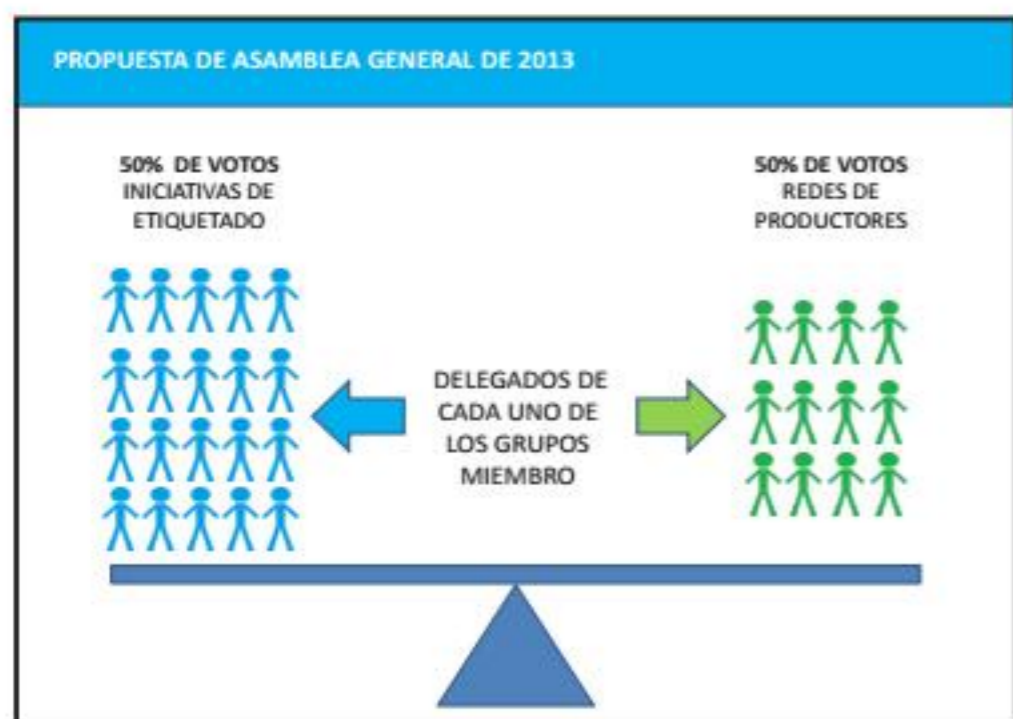 PROPUESTA DE ASAMBLEA GENERAL DE 2013
50% DE VOTOS
INICIATIVAS DE
ETIQUETADO
50% DE VOTOS
REDES DE
PRODUCTORES
DELEGADOS DE
CADA UNO DE
LOS GRUPOS
MIEMBRO